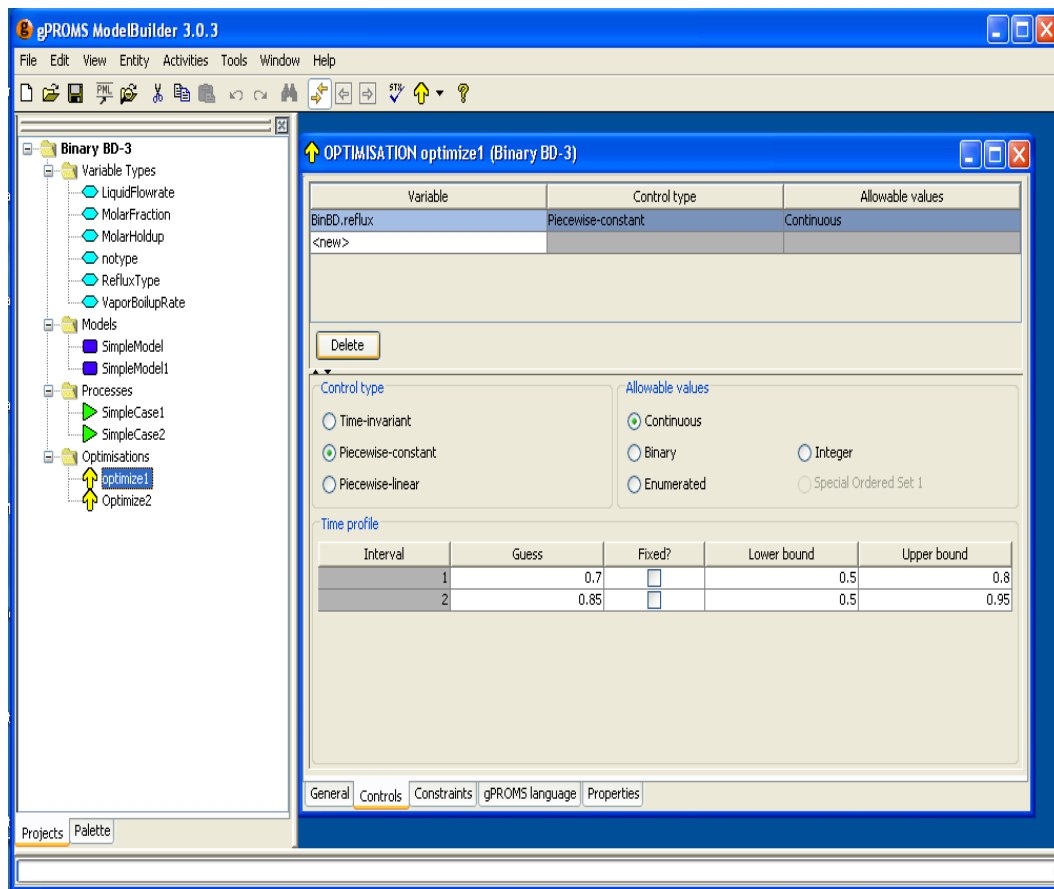 gPROMS ModelBuilder 3.0.3
File Edit View Entity Activities Tools Window Help
Binary BD-3
Variable Types
LiquidFlowrate
MolarFraction
MolarHoldup
notype
RefluxType
VaporBoilupRate
Models
SimpleModel
SimpleModel1
Processes
SimpleCase1
SimpleCase2
Optimisations
optimize1
Optimize2
Projects Palette
OPTIMISATION optimize1 (Binary BD-3)
Variable Control type Allowable values
BinBD.reflux Piecewise-constant Continuous
<new>
Delete
Control type
Time-invariant
Piecewise-constant
Piecewise-linear
Allowable values
Continuous
Binary Integer
Enumerated Special Ordered Set 1
Time profile
Interval Guess Fixed? Lower bound Upper bound
1 0.7 0.5 0.8
2 0.85 0.5 0.95
General Controls Constraints gPROMS language Properties